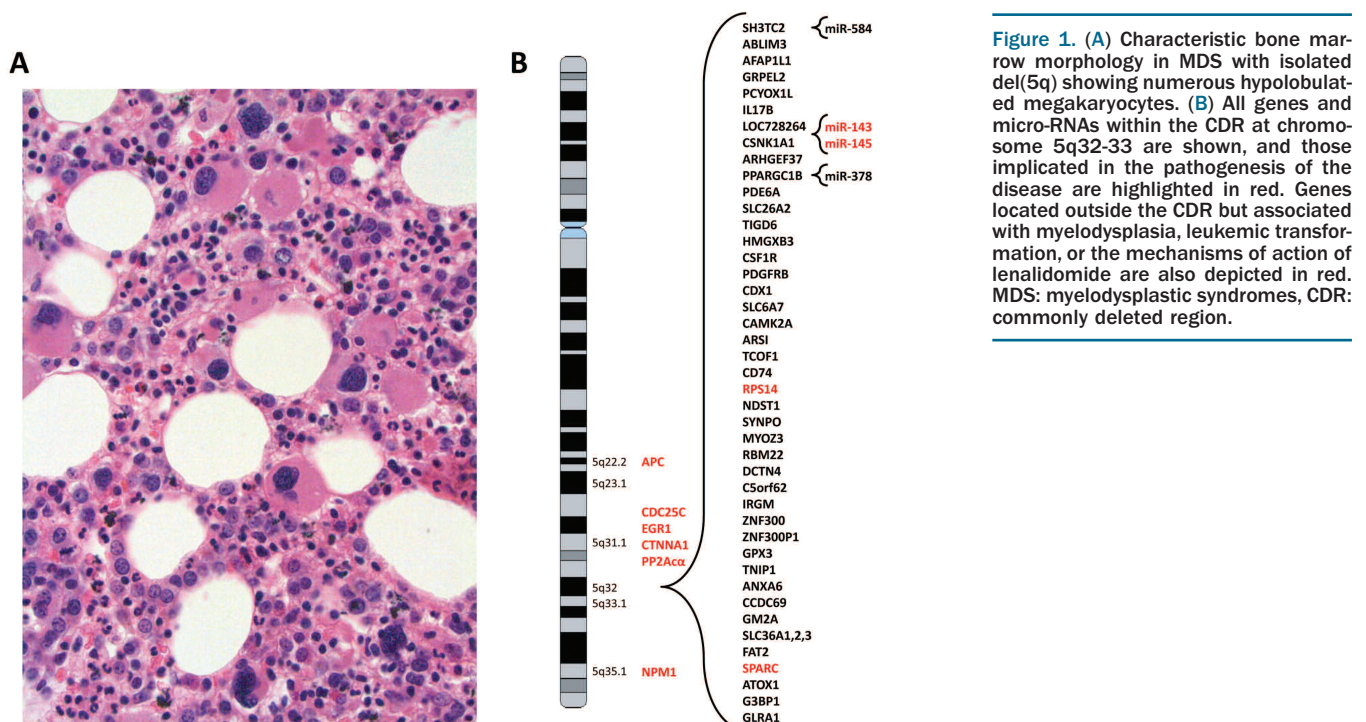 A
B
5q22.2 APC
5q23.1
CDC25C
EGR1
5q31.1 CTNNA1
PP2Acα
5q32
5q33.1
5q35.1 NPM1
SH3TC2 miR-584
ABLIM3
AFAP1L1
GRPEL2
PCYOX1L
IL17B
LOC728264 miR-143
CSNK1A1 miR-145
ARHGEF37
PPARGC1B miR-378
PDE6A
SLC26A2
TIGD6
HMGXB3
CSF1R
PDGFRB
CDX1
SLC6A7
CAMK2A
ARSI
TCOF1
CD74
RPS14
NDST1
SYNPO
MYOZ3
RBM22
DCTN4
C5orf62
IRGM
ZNF300
ZNF300P1
GPX3
TNIP1
ANXA6
CCDC69
GM2A
SLC36A1,2,3
FAT2
SPARC
ATOX1
G3BP1
GLRA1
Figure 1. (A) Characteristic bone mar-
row morphology in MDS with isolated
del(5q) showing numerous hypolobulat-
ed megakaryocytes. (B) All genes and
micro-RNAs within the CDR at chromo-
some 5q32-33 are shown, and those
implicated in the pathogenesis of the
disease are highlighted in red. Genes
located outside the CDR but associated
with myelodysplasia, leukemic transfor-
mation, or the mechanisms of action of
lenalidomide are also depicted in red.
MDS: myelodysplastic syndromes, CDR:
commonly deleted region.